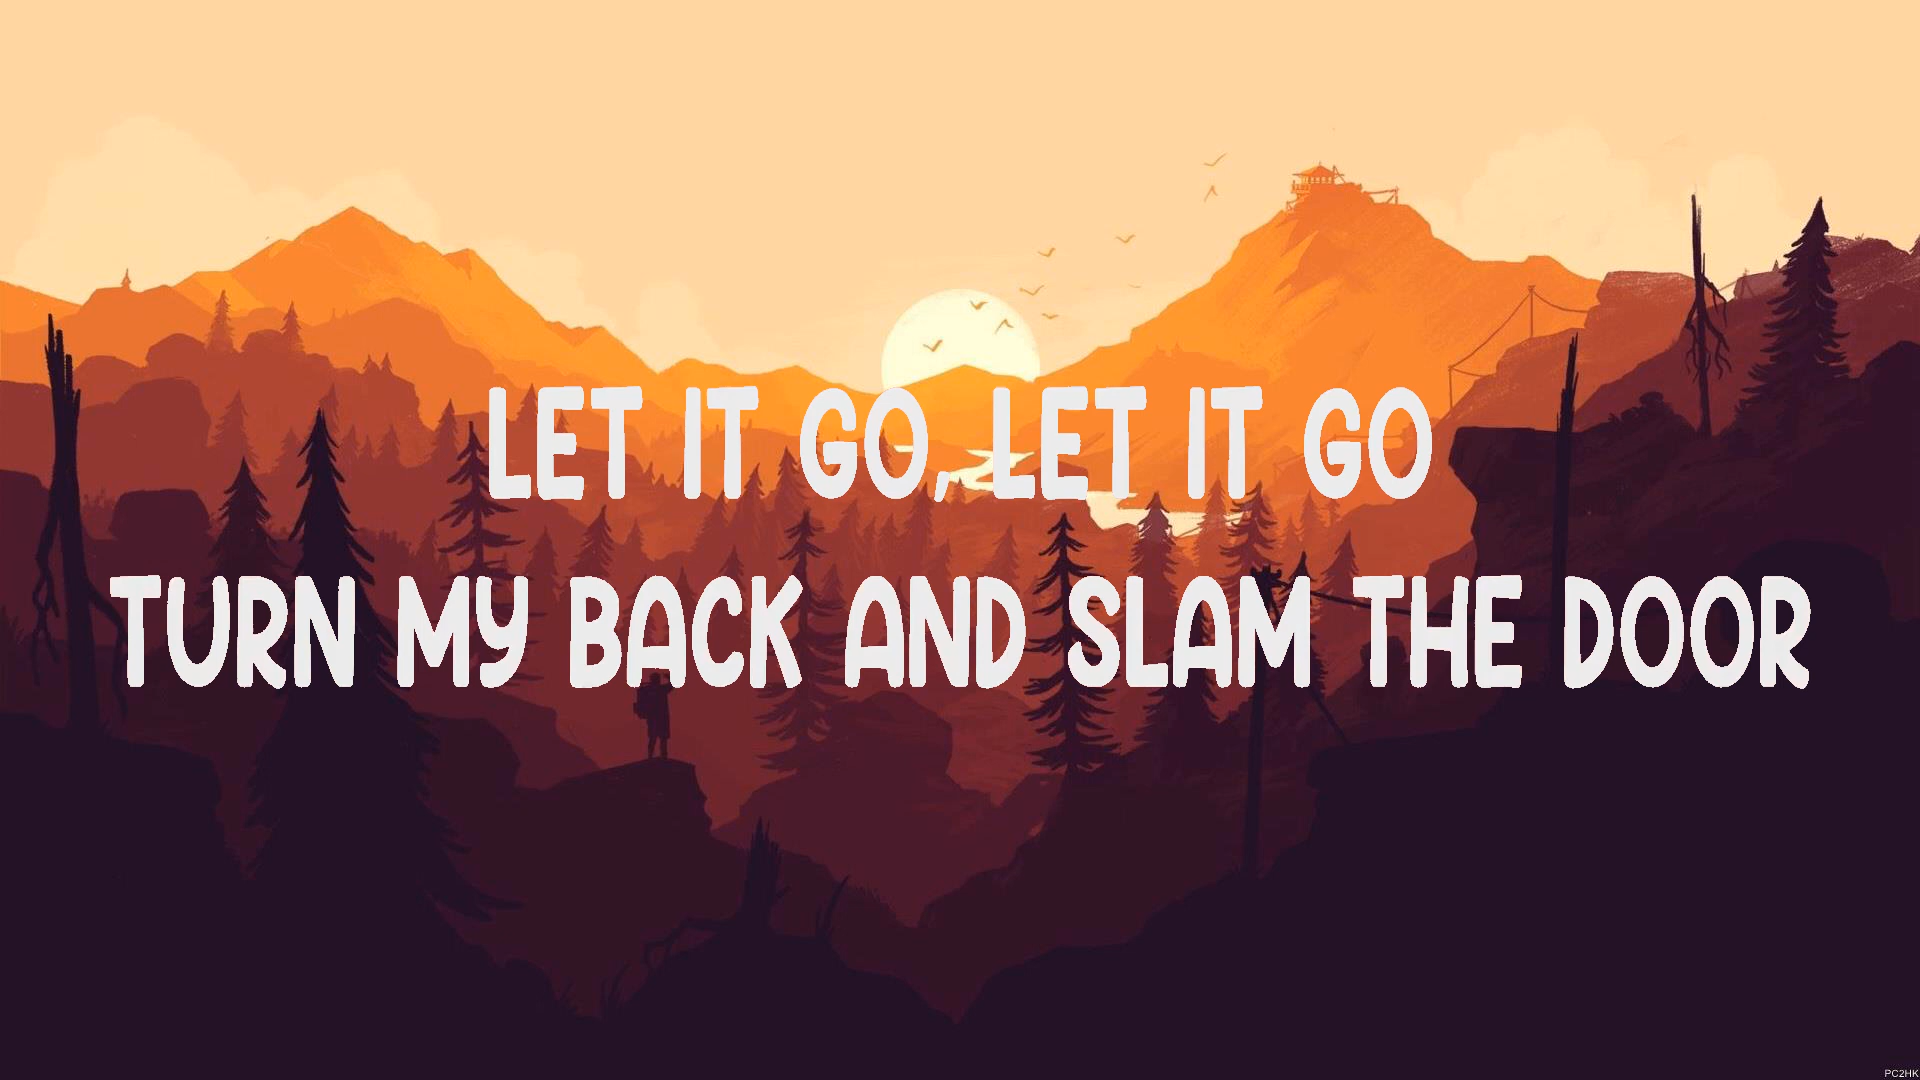 LET IT GO, LET IT GO
TURN MY BACK AND SLAM THE DOOR
PC2HK